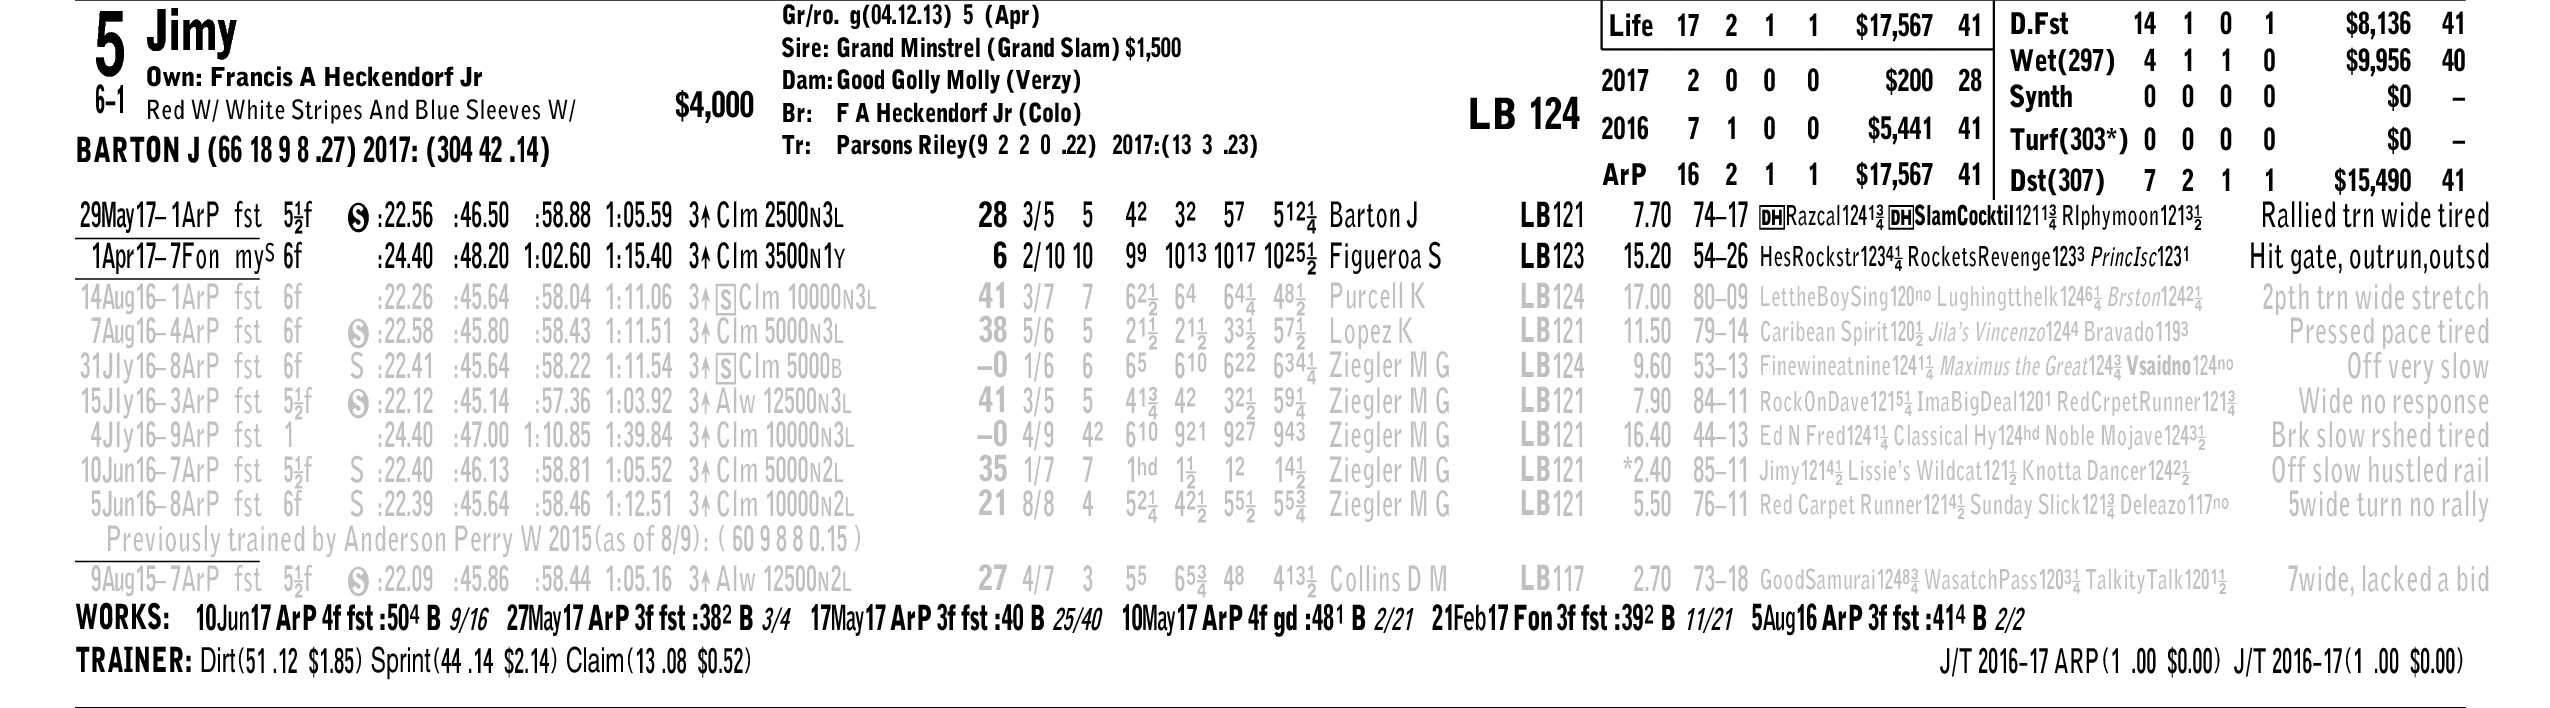 5 Jimy
Own: Francis A Heckendorf Jr
6–1 Red W/ White Stripes And Blue Sleeves W/ $4,000
BARTON J (66 18 9 8 .27) 2017: (304 42 .14)
Gr/ro. g(04.12.13) 5 (Apr)
Sire: Grand Minstrel (Grand Slam) $1,500
Dam: Good Golly Molly (Verzy)
Br: F A Heckendorf Jr (Colo)
Tr: Parsons Riley(9 2 2 0 .22) 2017:(13 3 .23)
LB 124
Life 17 2 1 1 $17,567 41
2017 2 0 0 0 $200 28
2016 7 1 0 0 $5,441 41
ArP 16 2 1 1 $17,567 41
D.Fst 14 1 0 1 $8,136 41
Wet(297) 4 1 1 0 $9,956 40
Synth 0 0 0 0 $0 –
Turf(303*) 0 0 0 0 $0 –
Dst(307) 7 2 1 1 $15,490 41
29May17–1ArP fst 5½f S :22.56 :46.50 :58.88 1:05.59 3↑ Clm 2500N3L 28 3/5 5 4² 3² 5⁷ 5¹²¼ Barton J LB121 7.70 74–17 DH Razcal124¹¾ DH SlamCocktil121¹¾ Rlphymoon121³½ Rallied trn wide tired
1Apr17–7Fon myS 6f :24.40 :48.20 1:02.60 1:15.40 3↑ Clm 3500N1Y 6 2/10 10 9⁹ 10¹³ 10¹⁷ 10²⁵½ Figueroa S LB123 15.20 54–26 HesRockstr123⁴¼ RocketsRevenge123³ PrincIsc123¹ Hit gate, outrun,outsd
14Aug16–1ArP fst 6f :22.26 :45.64 :58.04 1:11.06 3↑ S Clm 10000N3L 41 3/7 7 6²½ 6⁴ 6⁴¼ 4⁸½ Purcell K LB124 17.00 80–09 LettheBoySing120ⁿᵒ Lughingtthelk124⁶¼ Brston124²¼ 2pth trn wide stretch
7Aug16–4ArP fst 6f S :22.58 :45.80 :58.43 1:11.51 3↑ Clm 5000N3L 38 5/6 5 2¹½ 2¹½ 3³½ 5⁷½ Lopez K LB121 11.50 79–14 Caribean Spirit120½ Jila's Vincenzo124⁴ Bravado119³ Pressed pace tired
31Jly16–8ArP fst 6f S :22.41 :45.64 :58.22 1:11.54 3↑ S Clm 5000B –0 1/6 6 6⁵ 6¹⁰ 6²² 6³⁴¼ Ziegler M G LB124 9.60 53–13 Finewineatnine124¹¼ Maximus the Great124¾ Vsaidno124ⁿᵒ Off very slow
15Jly16–3ArP fst 5½f S :22.12 :45.14 :57.36 1:03.92 3↑ Alw 12500N3L 41 3/5 5 4¹¾ 4² 3²½ 5⁹¼ Ziegler M G LB121 7.90 84–11 RockOnDave121⁵¼ ImaBigDeal120¹ RedCrpetRunner121¾ Wide no response
4Jly16–9ArP fst 1 :24.40 :47.00 1:10.85 1:39.84 3↑ Clm 10000N3L –0 4/9 4² 6¹⁰ 9²¹ 9²⁷ 9⁴³ Ziegler M G LB121 16.40 44–13 Ed N Fred124¹¼ Classical Hy124ʰᵈ Noble Mojave124³½ Brk slow rshed tired
10Jun16–7ArP fst 5½f S :22.40 :46.13 :58.81 1:05.52 3↑ Clm 5000N2L 35 1/7 7 1ʰᵈ 1½ 1² 1⁴½ Ziegler M G LB121 *2.40 85–11 Jimy121⁴½ Lissie's Wildcat121½ Knotta Dancer124²½ Off slow hustled rail
5Jun16–8ArP fst 6f S :22.39 :45.64 :58.46 1:12.51 3↑ Clm 10000N2L 21 8/8 4 5²¼ 4²½ 5⁵½ 5⁵¾ Ziegler M G LB121 5.50 76–11 Red Carpet Runner121⁴½ Sunday Slick121¾ Deleazo117ⁿᵒ 5wide turn no rally
Previously trained by Anderson Perry W 2015(as of 8/9): ( 60 9 8 8 0.15 )
9Aug15–7ArP fst 5½f S :22.09 :45.86 :58.44 1:05.16 3↑ Alw 12500N2L 27 4/7 3 5⁵ 6⁵¾ 4⁸ 4¹³½ Collins D M LB117 2.70 73–18 GoodSamurai124⁸¾ WasatchPass120³¼ TalkityTalk120¹½ 7wide, lacked a bid
WORKS: 10Jun17 ArP 4f fst :50⁴ B 9/16 27May17 ArP 3f fst :38² B 3/4 17May17 ArP 3f fst :40 B 25/40 10May17 ArP 4f gd :48¹ B 2/21 21Feb17 Fon 3f fst :39² B 11/21 5Aug16 ArP 3f fst :41⁴ B 2/2
TRAINER: Dirt(51 .12 $1.85) Sprint(44 .14 $2.14) Claim(13 .08 $0.52) J/T 2016–17 ARP(1 .00 $0.00) J/T 2016–17(1 .00 $0.00)